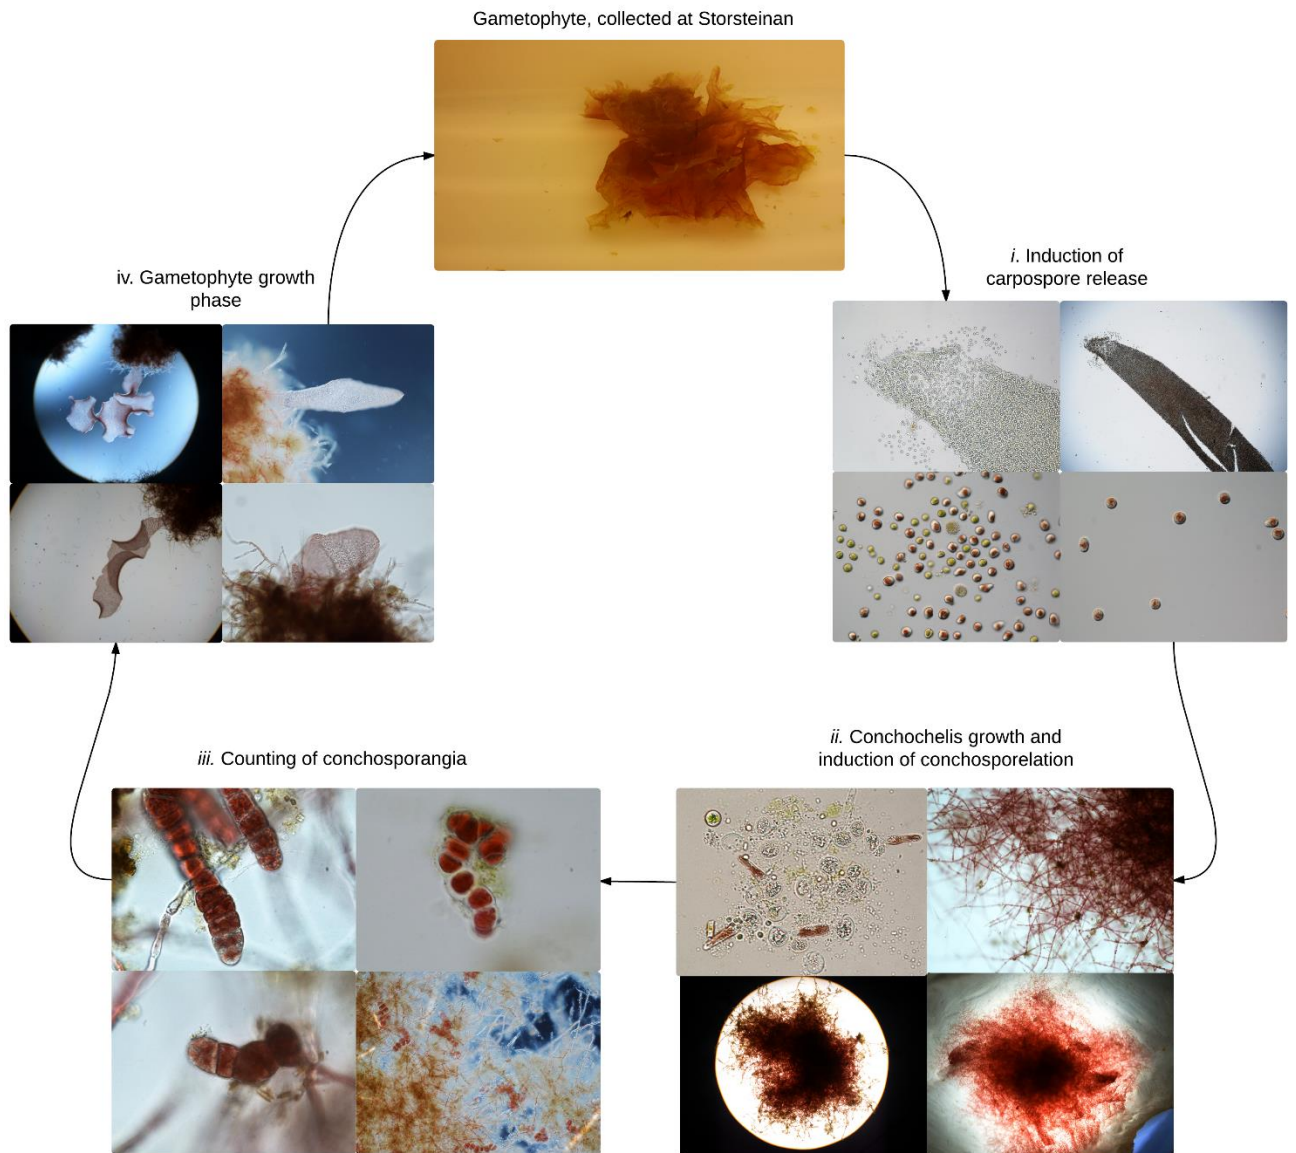 Gametophyte, collected at Storsteinan
i. Induction of
carpospore release
iv. Gametophyte growth
phase
ii. Conchochelis growth and
induction of conchosporelation
iii. Counting of conchosporangia